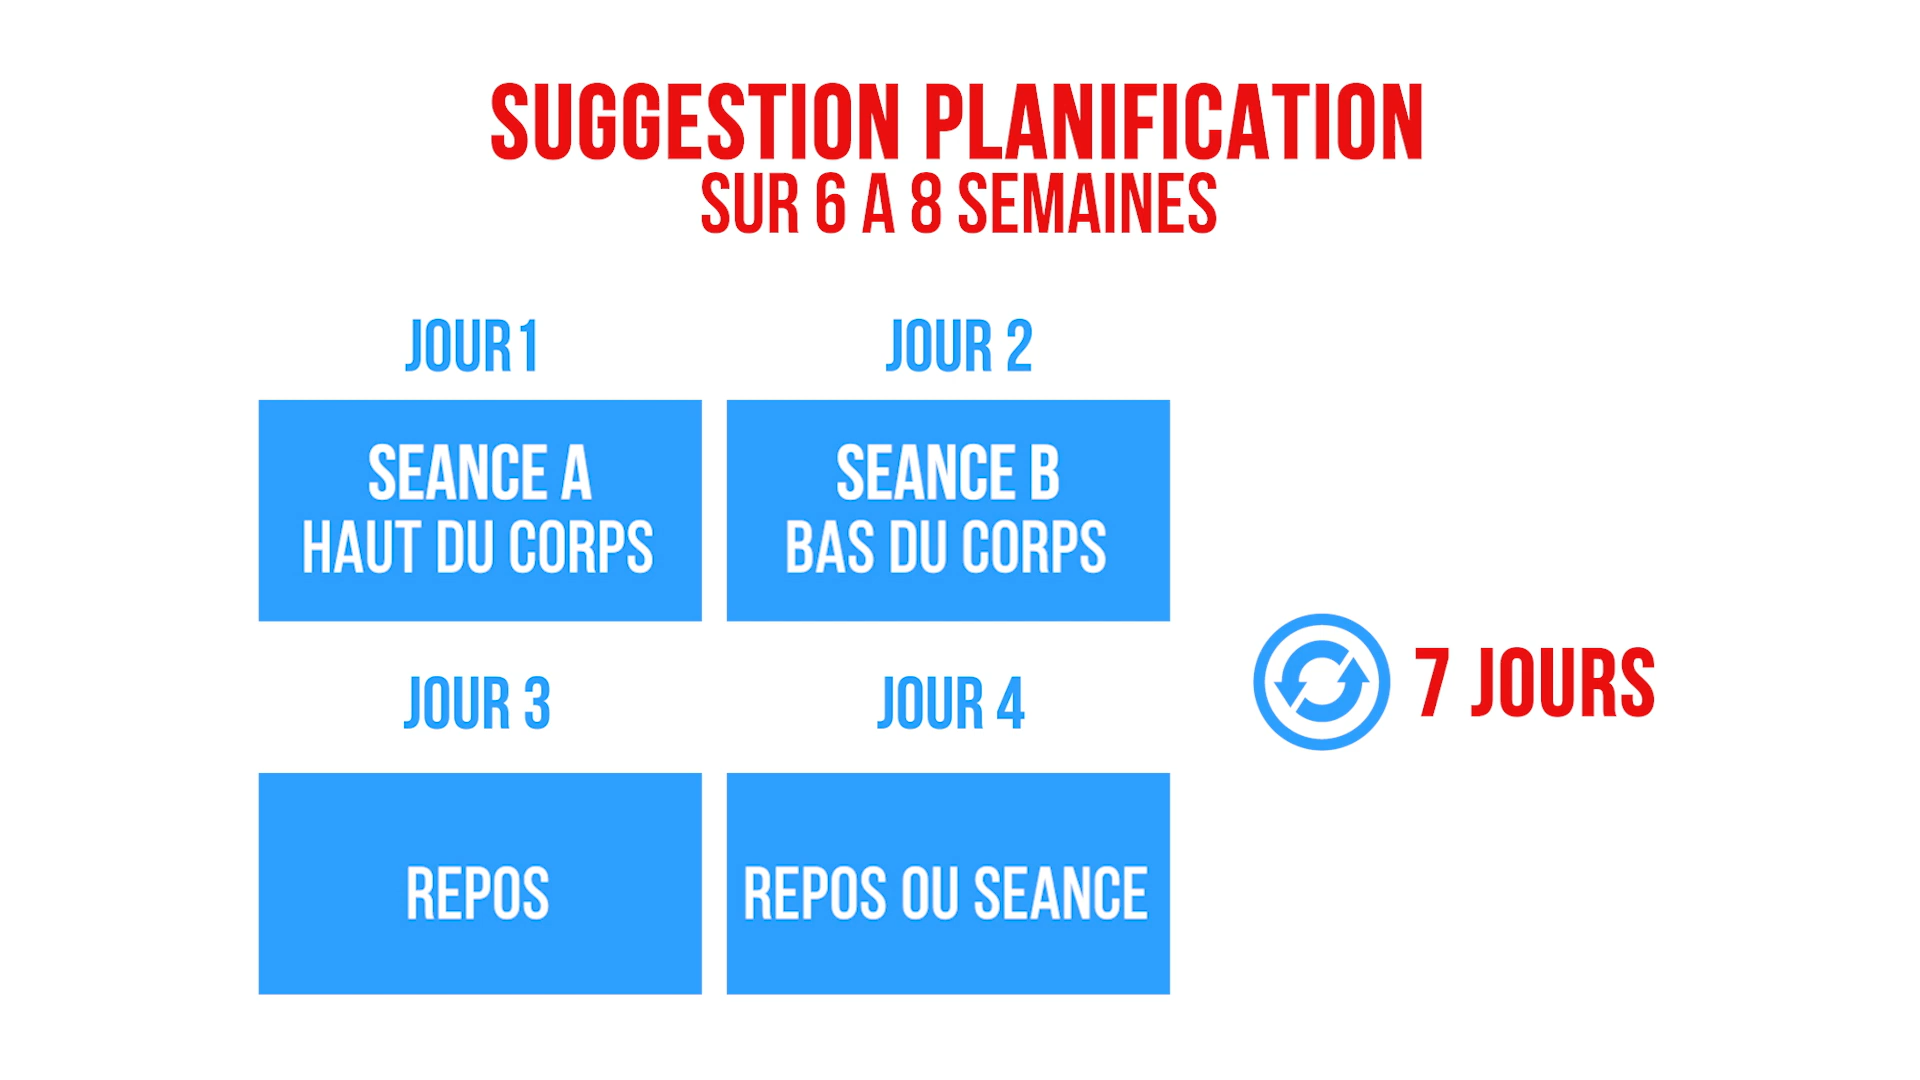 SUGGESTION PLANIFICATION
SUR 6 A 8 SEMAINES
JOUR 1
JOUR 2
SEANCE A
HAUT DU CORPS
SEANCE B
BAS DU CORPS
JOUR 3
JOUR 4
REPOS
REPOS OU SEANCE
7 JOURS